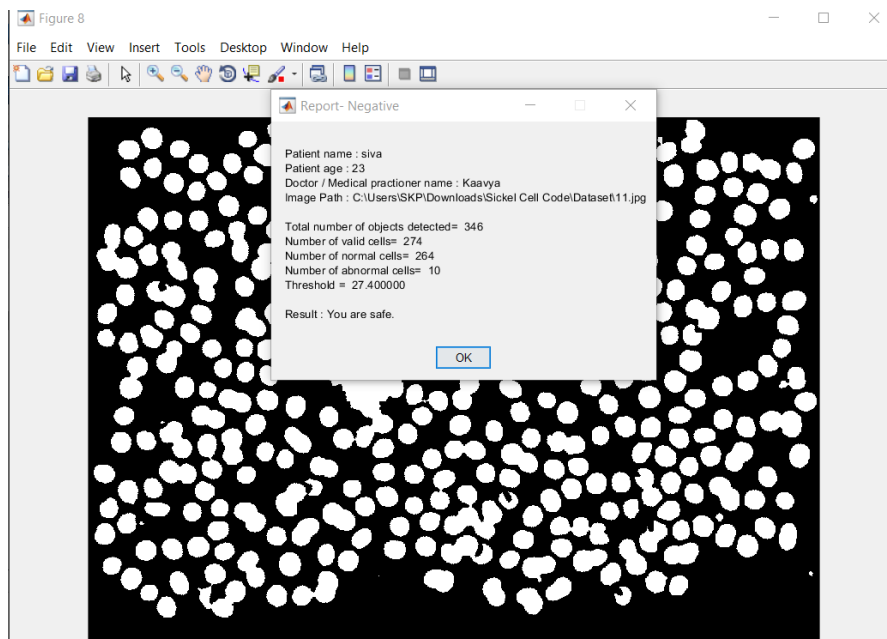 Figure 8
File Edit View Insert Tools Desktop Window Help
Report- Negative
Patient name : siva
Patient age : 23
Doctor / Medical practioner name : Kaavya
Image Path : C:\Users\SKP\Downloads\Sickel Cell Code\Dataset\11.jpg
Total number of objects detected= 346
Number of valid cells= 274
Number of normal cells= 264
Number of abnormal cells= 10
Threshold = 27.400000
Result : You are safe.
OK